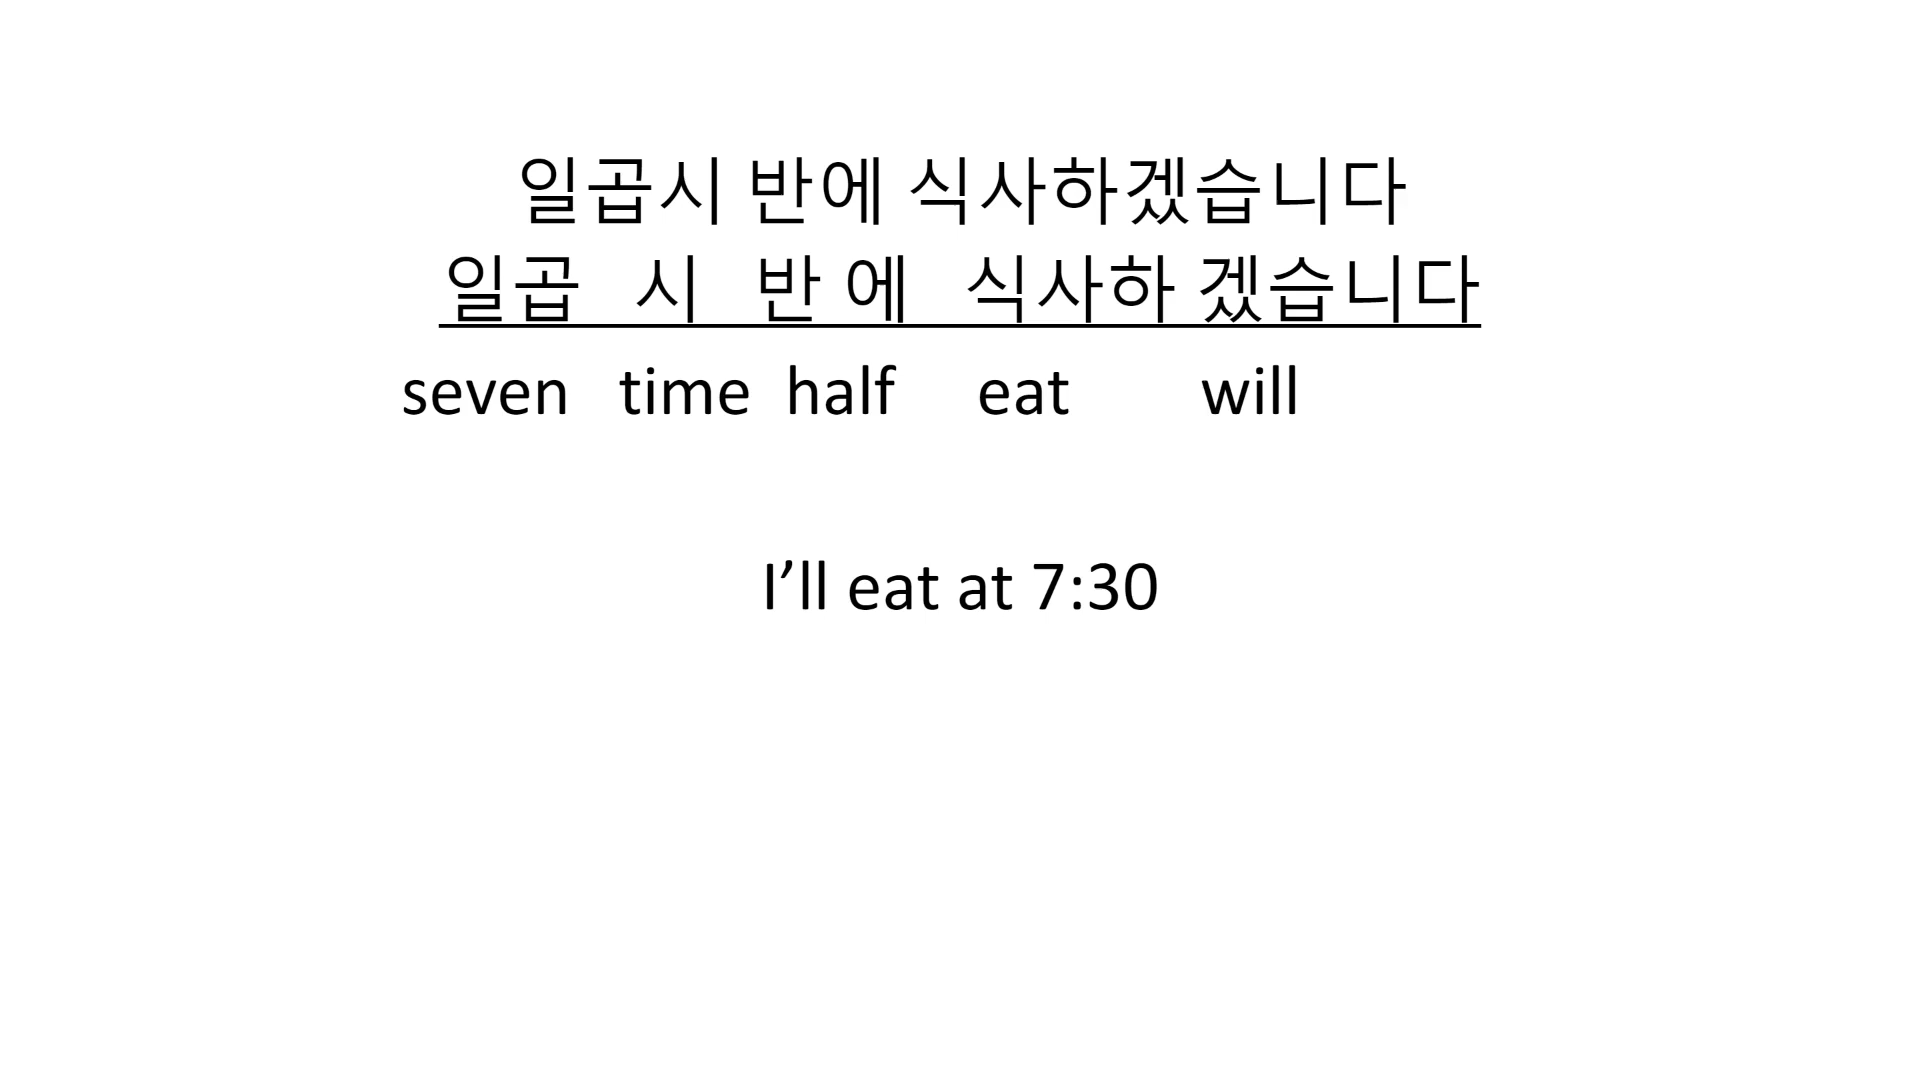 일곱시 반에 식사하겠습니다
일곱 시 반 에 식사하 겠습니다
seven time half eat will
I’ll eat at 7:30